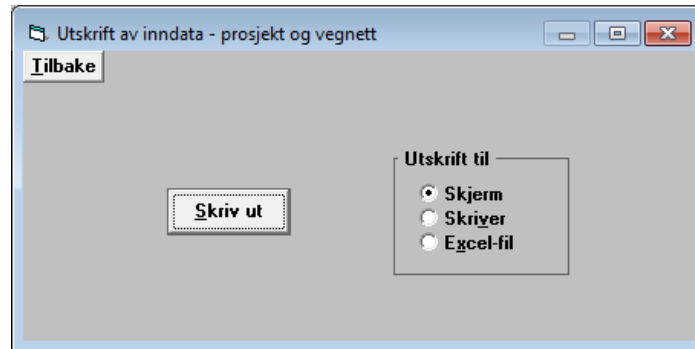 Utskrift av inndata - prosjekt og vegnett
Tilbake
Utskrift til
Skjerm
Skriv ut
Skriver
Excel-fil